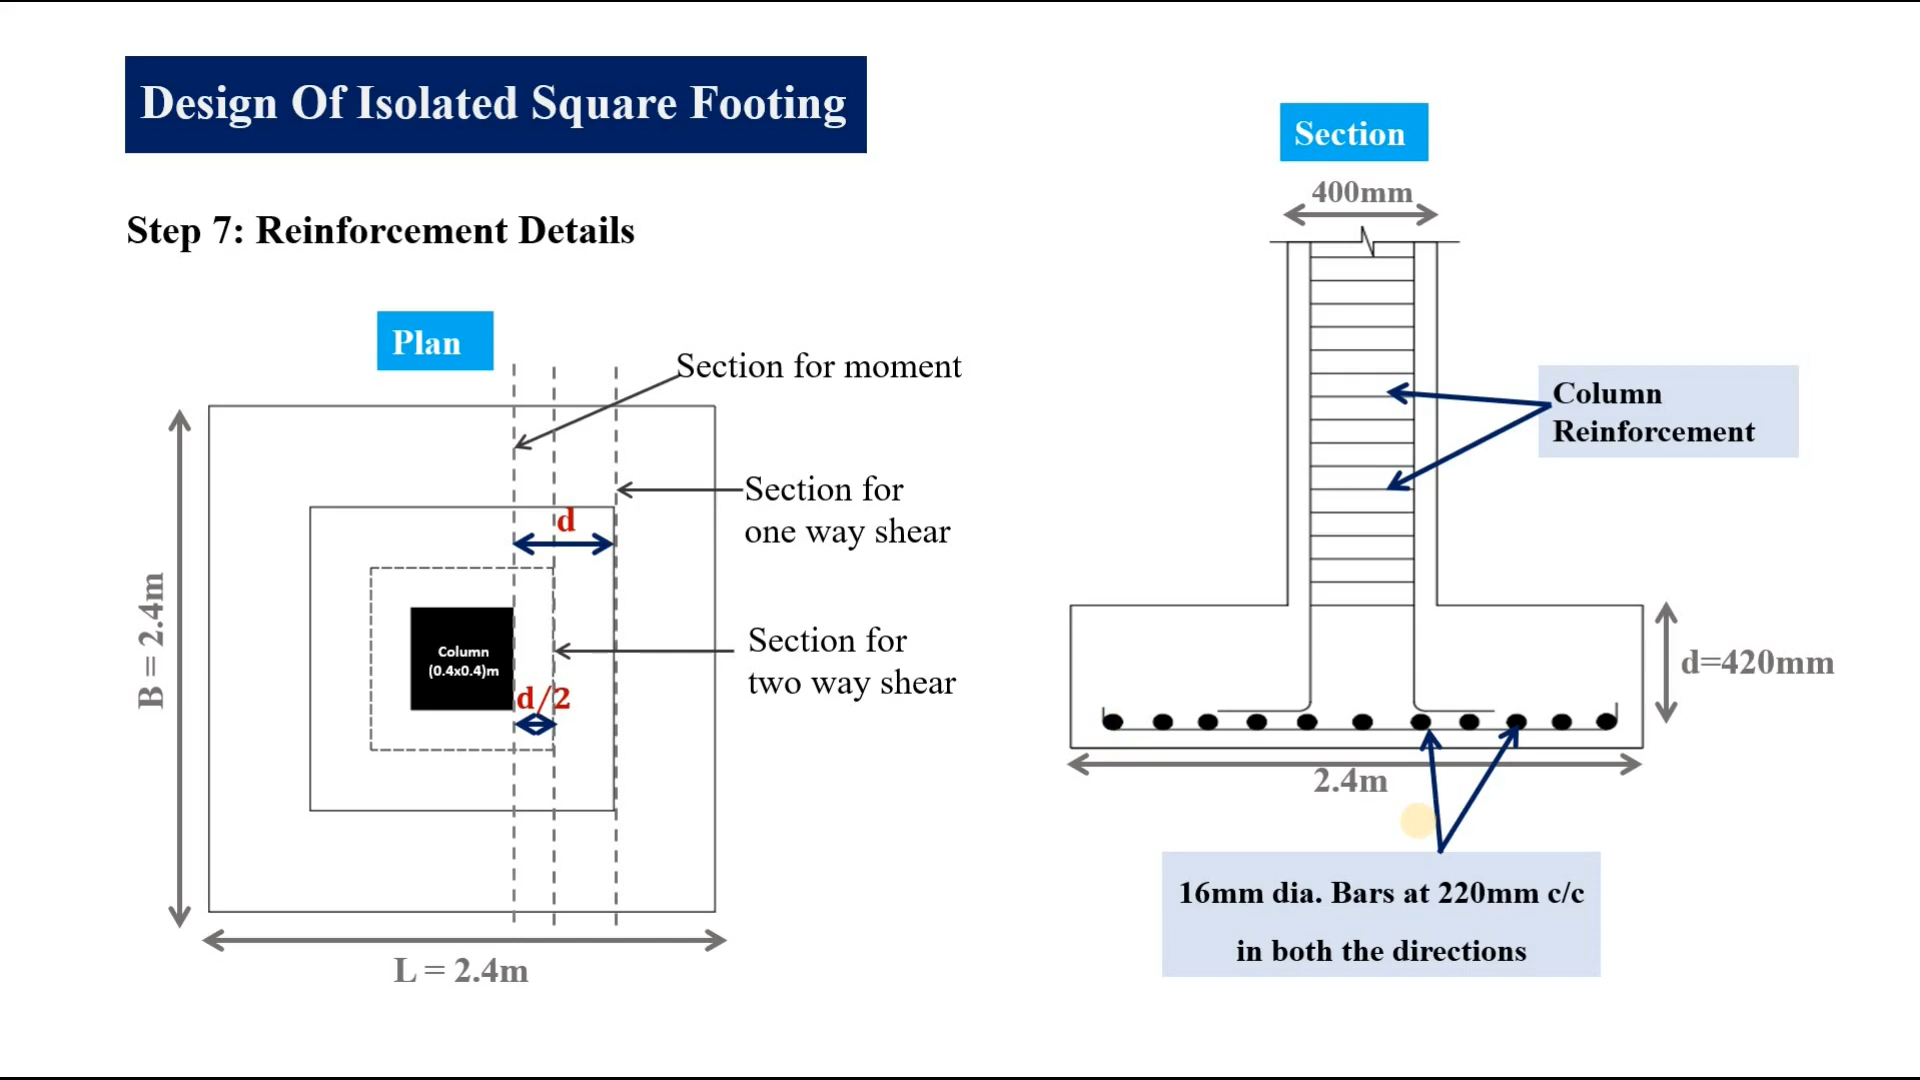 Design Of Isolated Square Footing
Step 7: Reinforcement Details
Plan
Section for moment
Section for
one way shear
d
Column
(0.4x0.4)m
d/2
Section for
two way shear
B = 2.4m
L = 2.4m
Section
400mm
Column
Reinforcement
d=420mm
2.4m
16mm dia. Bars at 220mm c/c
in both the directions